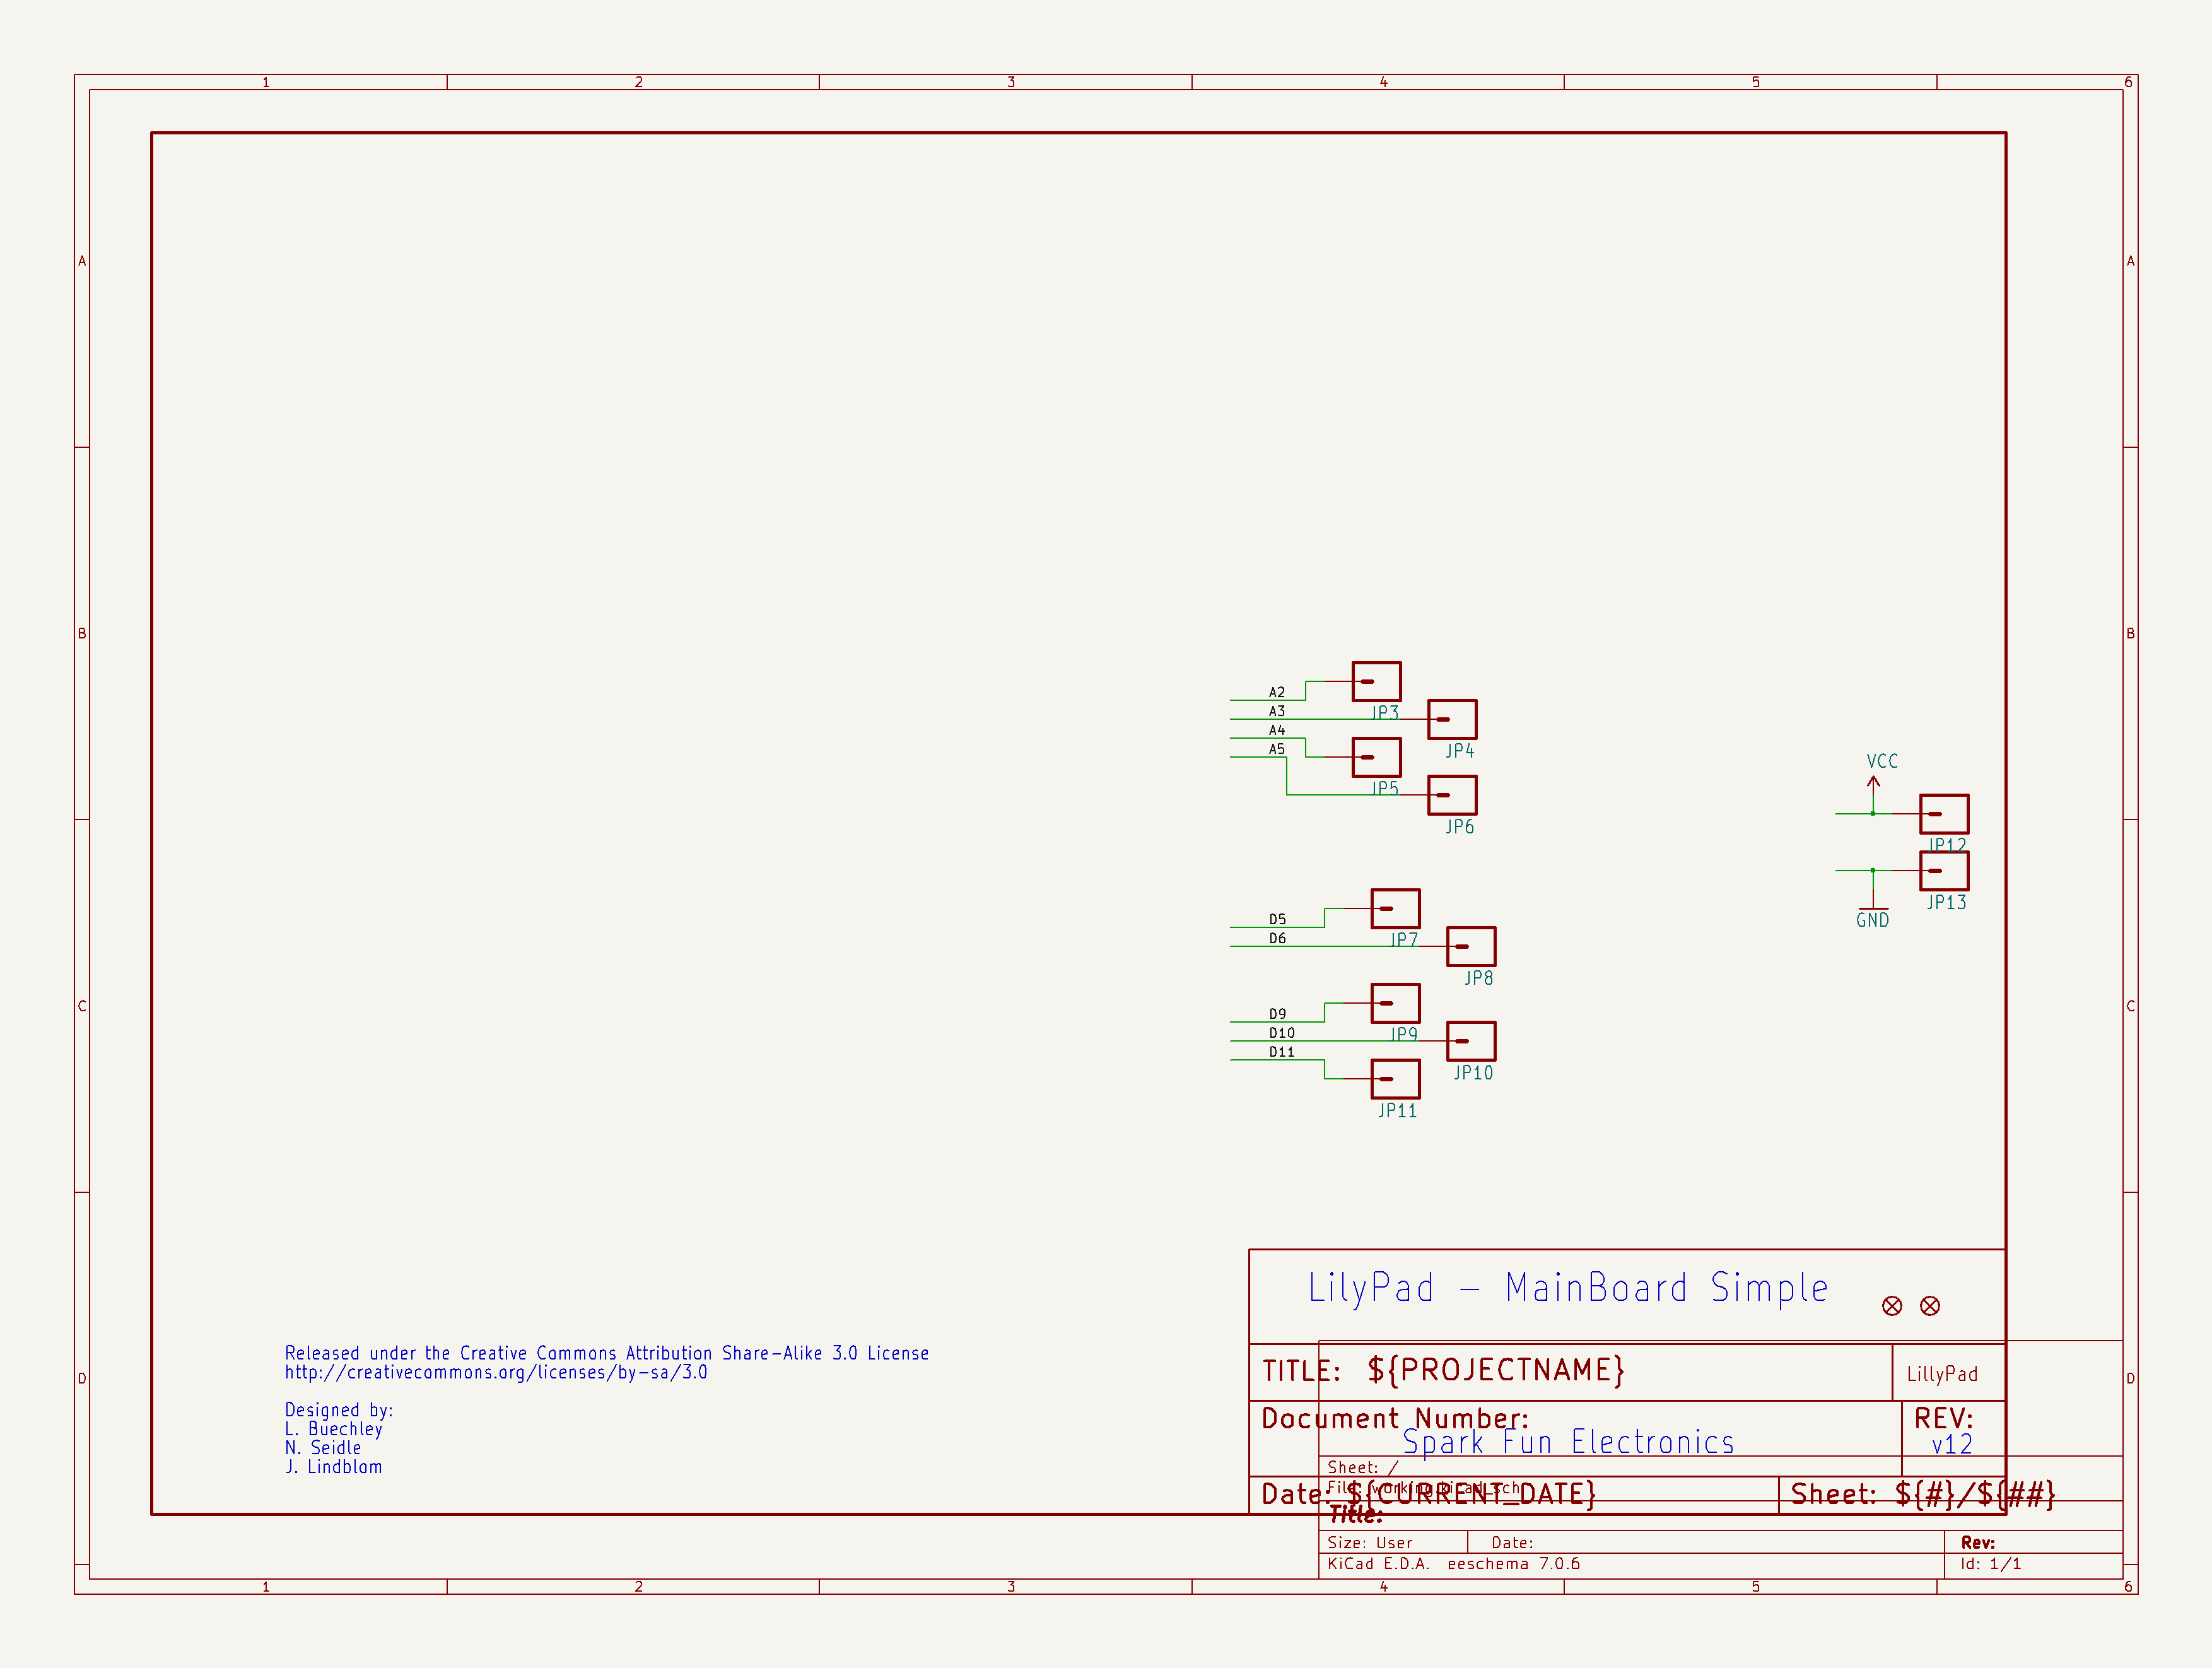 1 2 3 4 5 6
A A
B B
A2
A3
JP3
A4
A5
JP4
VCC
JP5
JP6
JP12
JP13
D5
GND
D6
JP7
JP8
C C
D9
D10
JP9
D11
JP10
JP11
LilyPad - MainBoard Simple
Released under the Creative Commons Attribution Share-Alike 3.0 License
http://creativecommons.org/licenses/by-sa/3.0
TITLE: ${PROJECTNAME}
LillyPad
D D
Designed by:
L. Buechley
N. Seidle
J. Lindblom
Document Number:
REV:
Spark Fun Electronics
v12
Sheet: /
File: working.kicad_sch
Date: ${CURRENT_DATE}
Sheet: ${#}/${##}
Title:
Size: User Date: Rev:
KiCad E.D.A. eeschema 7.0.6 Id: 1/1
1 2 3 4 5 6